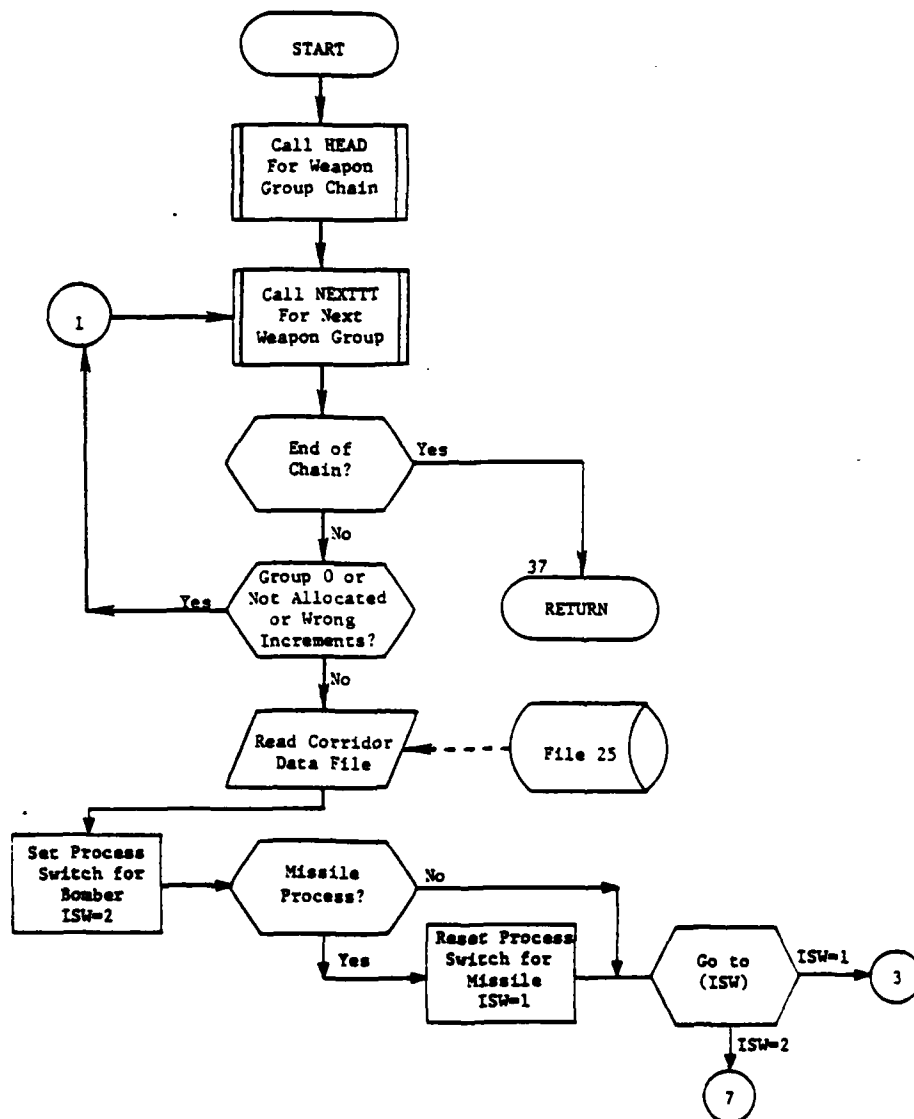 START
Call HEAD
For Weapon
Group Chain
1
Call NEXTTT
For Next
Weapon Group
End of
Chain?
Yes
No
Group 0 or
Not Allocated
or Wrong
Increments?
Yes
37
RETURN
No
Read Corridor
Data File
File 25
Set Process
Switch for
Bomber
ISW=2
Missile
Process?
No
Yes
Reset Process
Switch for
Missile
ISW=1
Go to
(ISW)
ISW=1
3
ISW=2
7